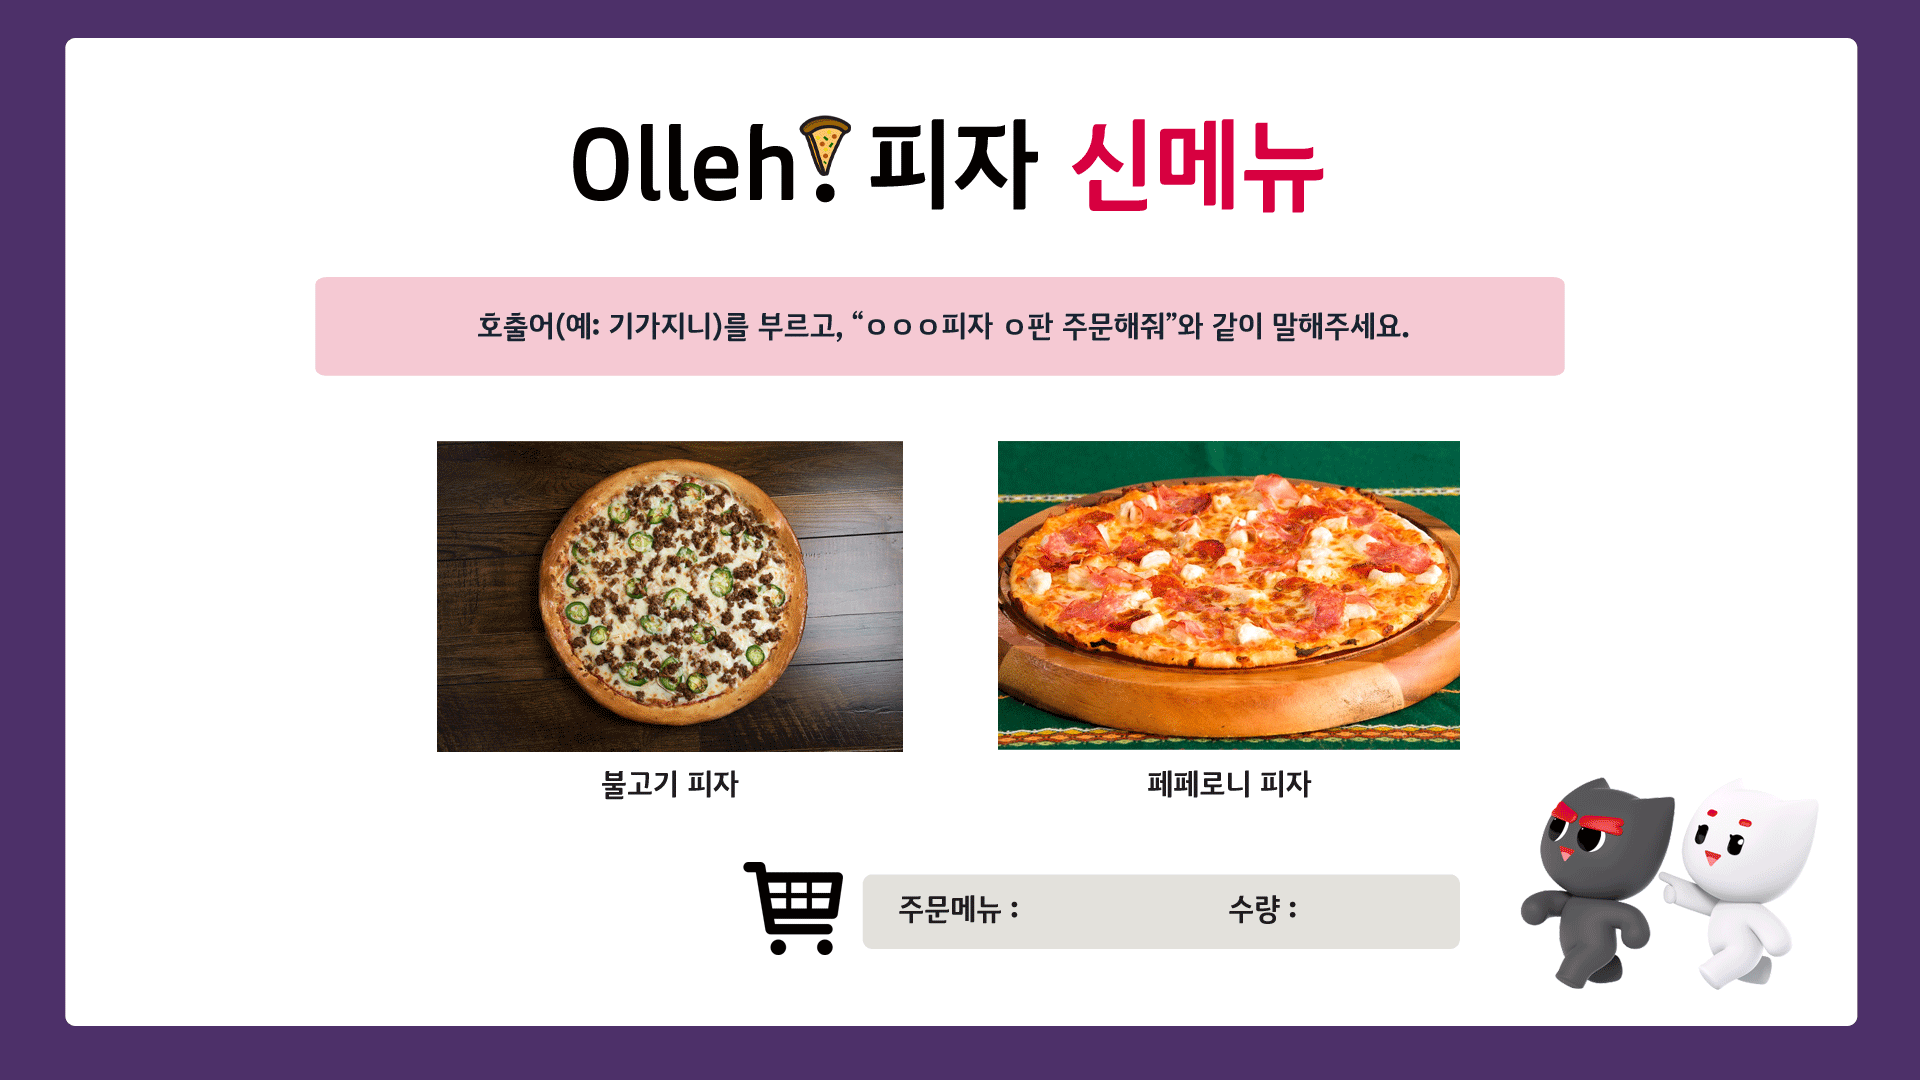 Olleh! 피자 신메뉴
호출어(예: 기가지니)를 부르고, “ㅇㅇㅇ피자 ㅇ판 주문해줘”와 같이 말해주세요.
불고기 피자
페페로니 피자
주문메뉴 : 수량 :